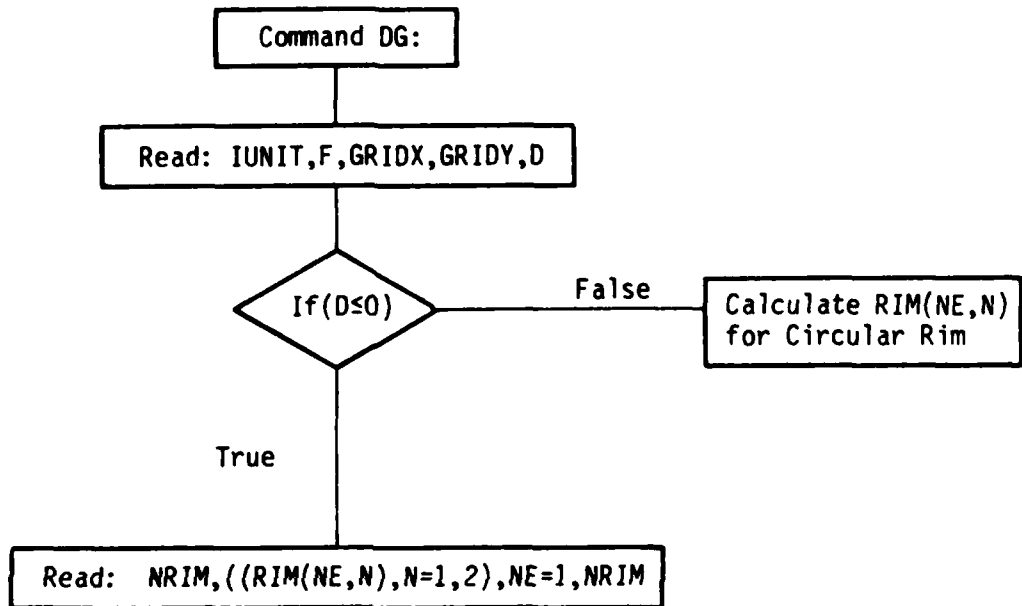 Command DG:
Read: IUNIT,F,GRIDX,GRIDY,D
If(D≤0)
False
Calculate RIM(NE,N)
for Circular Rim
True
Read: NRIM,((RIM(NE,N),N=1,2),NE=1,NRIM